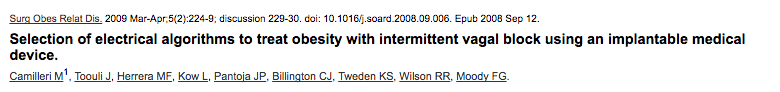 Surg Obes Relat Dis. 2009 Mar-Apr;5(2):224-9; discussion 229-30. doi: 10.1016/j.soard.2008.09.006. Epub 2008 Sep 12.
Selection of electrical algorithms to treat obesity with intermittent vagal block using an implantable medical
device.
Camilleri M1, Toouli J, Herrera MF, Kow L, Pantoja JP, Billington CJ, Tweden KS, Wilson RR, Moody FG.